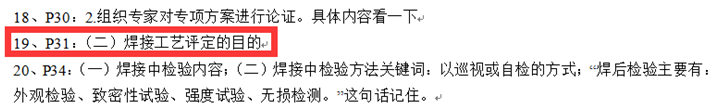 18、P30：2.组织专家对专项方案进行论证。具体内容看一下
19、P31：（二）焊接工艺评定的目的
20、P34：（一）焊接中检验内容；（二）焊接中检验方法关键词：以巡视或自检的方式；“焊后检验主要有：
外观检验、致密性试验、强度试验、无损检测。”这句话记住。